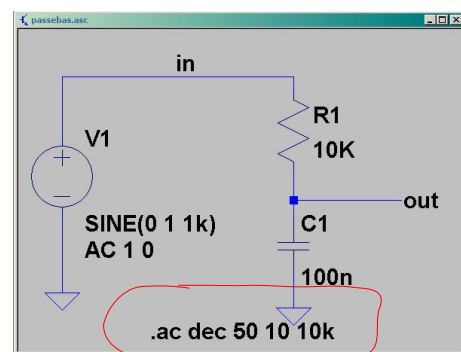 passebas.asc
in
R1
10K
V1
SINE(0 1 1k)
AC 1 0
out
C1
100n
.ac dec 50 10 10k